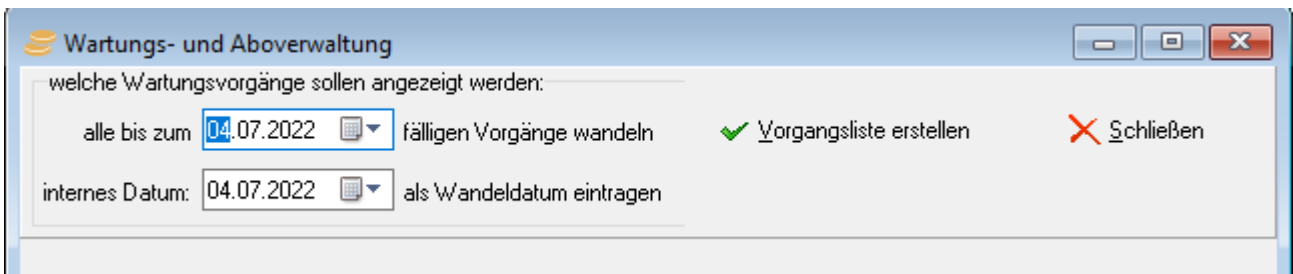 Wartungs- und Aboverwaltung
welche Wartungsvorgänge sollen angezeigt werden:
alle bis zum 04.07.2022 fälligen Vorgänge wandeln Vorgangsliste erstellen Schließen
internes Datum: 04.07.2022 als Wandeldatum eintragen